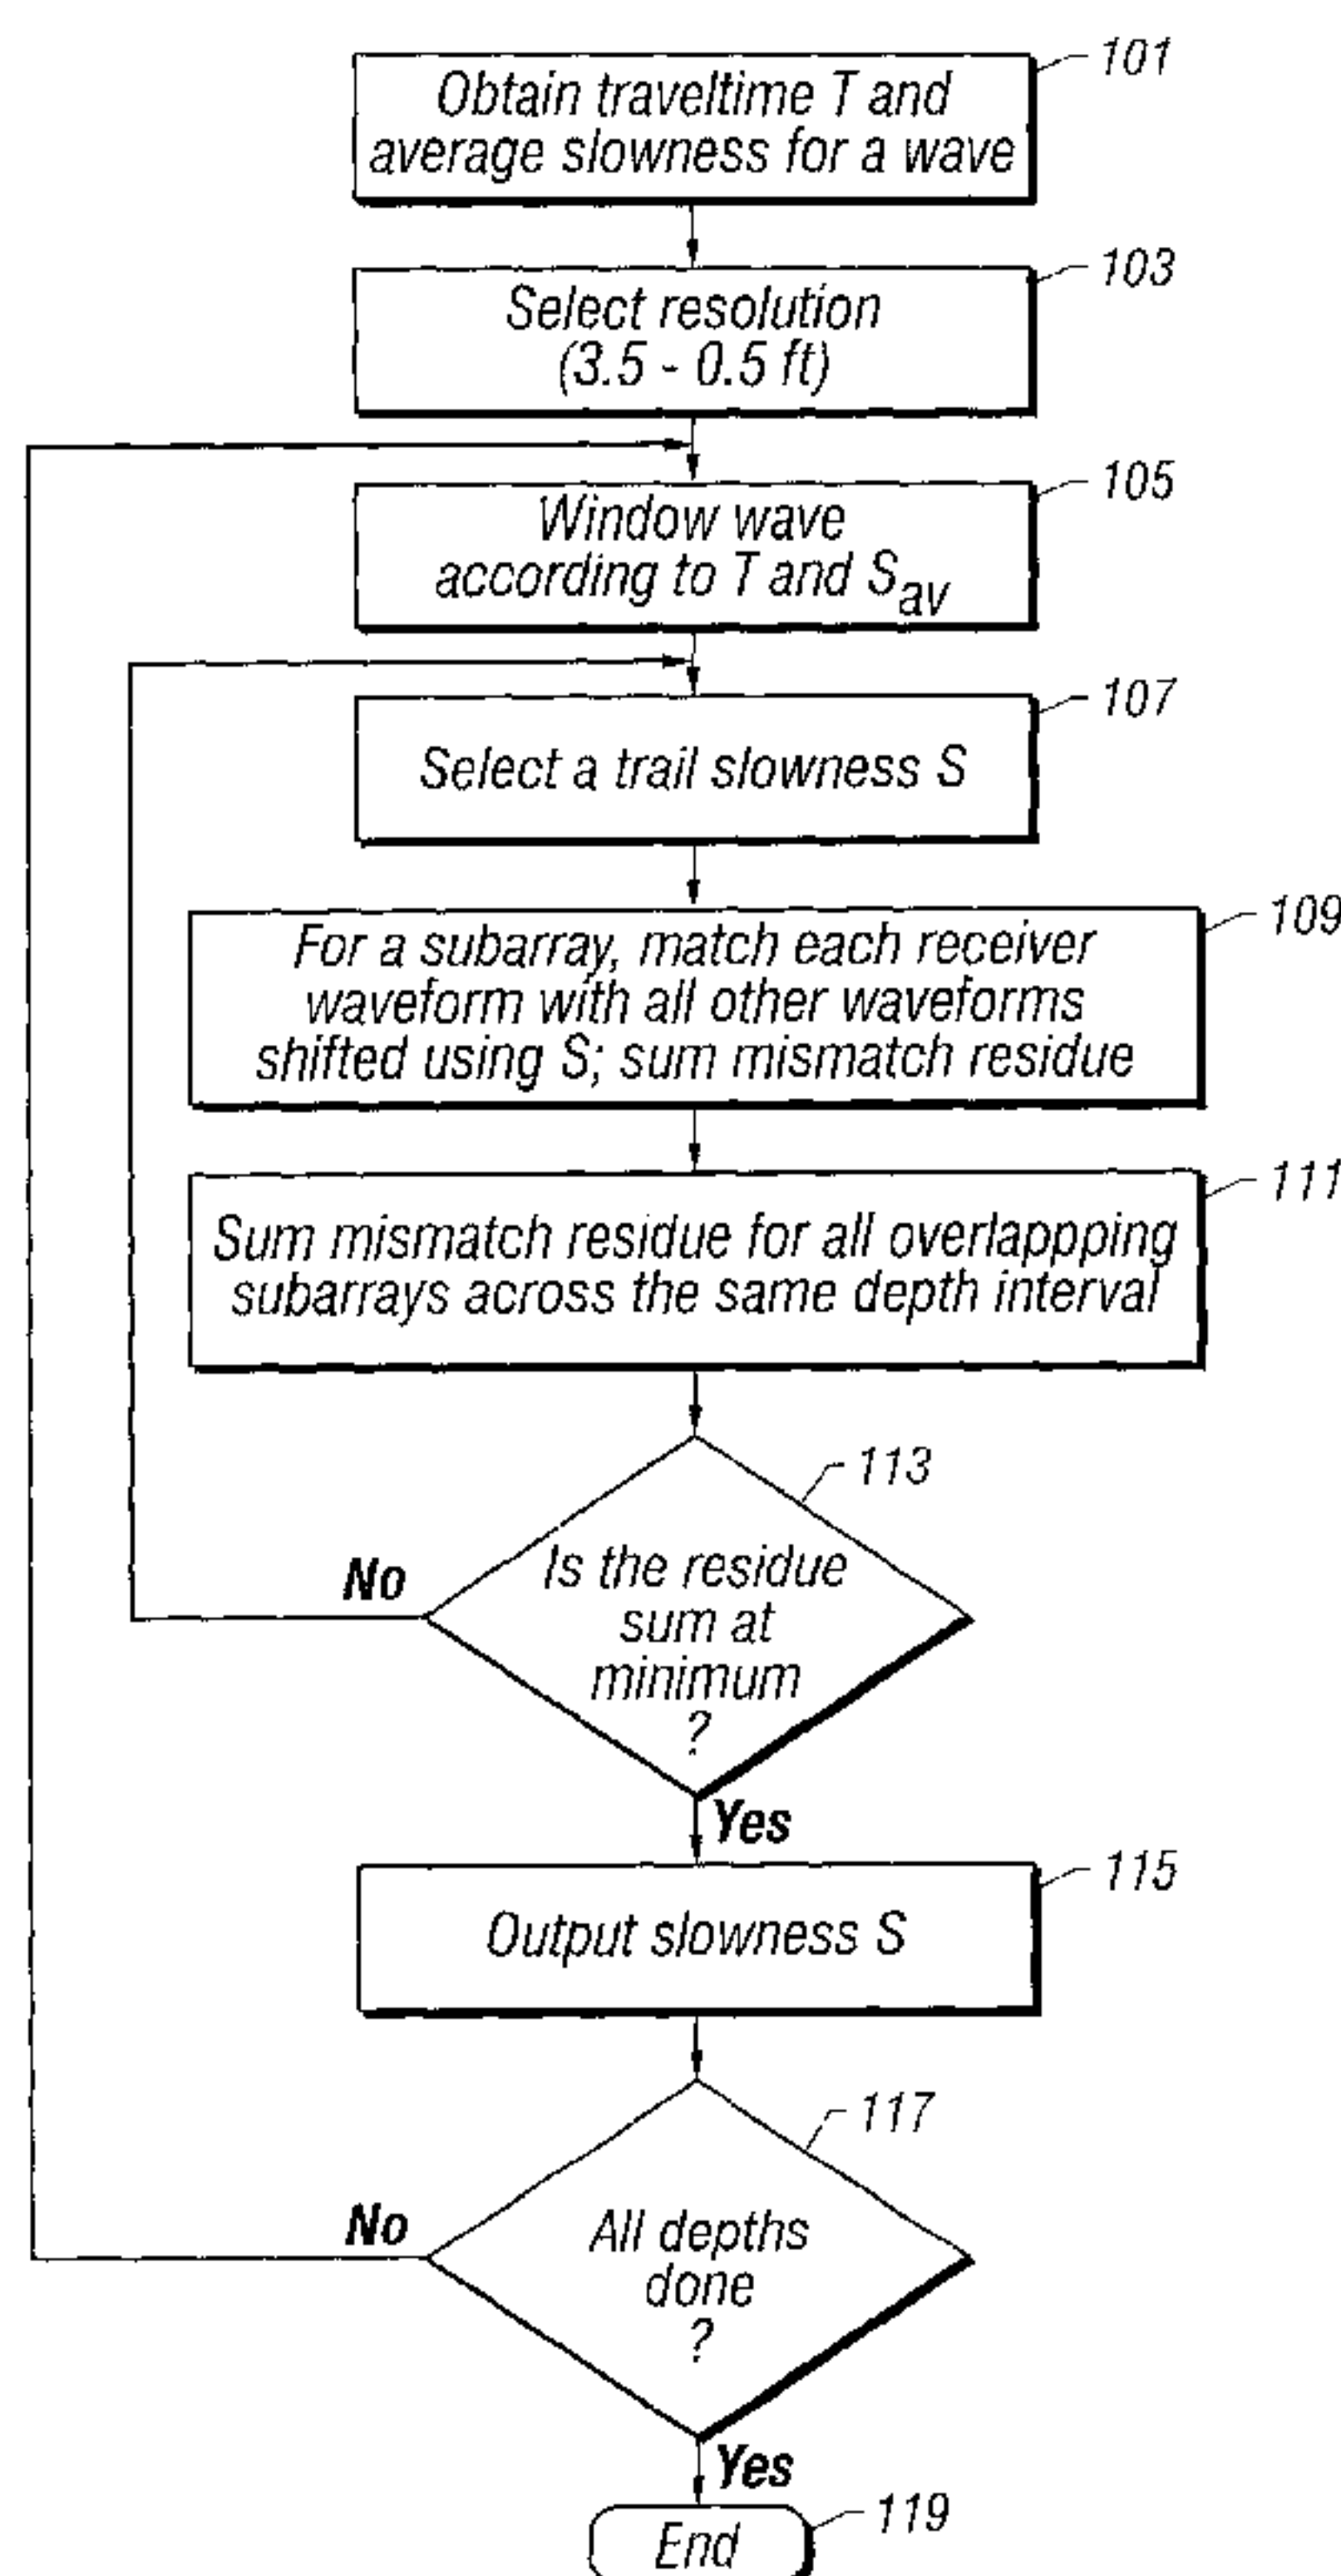 101
Obtain traveltime T and
average slowness for a wave
103
Select resolution
(3.5 - 0.5 ft)
105
Window wave
according to T and Sav
107
Select a trail slowness S
109
For a subarray, match each receiver
waveform with all other waveforms
shifted using S; sum mismatch residue
111
Sum mismatch residue for all overlappping
subarrays across the same depth interval
113
Is the residue
sum at
minimum
?
No
Yes
115
Output slowness S
117
All depths
done
?
No
Yes
119
End